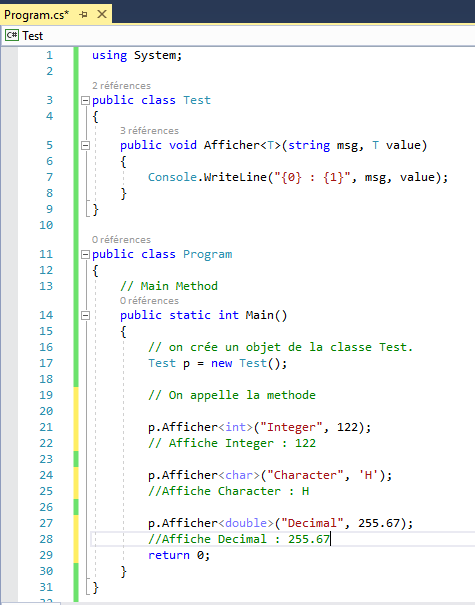 Program.cs*
C# Test
1 using System;
2
2 références
3 public class Test
4 {
3 références
5 public void Afficher<T>(string msg, T value)
6 {
7 Console.WriteLine("{0} : {1}", msg, value);
8 }
9 }
10
0 références
11 public class Program
12 {
13 // Main Method
0 références
14 public static int Main()
15 {
16 // on crée un objet de la classe Test.
17 Test p = new Test();
18
19 // On appelle la methode
20
21 p.Afficher<int>("Integer", 122);
22 // Affiche Integer : 122
23
24 p.Afficher<char>("Character", 'H');
25 //Affiche Character : H
26
27 p.Afficher<double>("Decimal", 255.67);
28 //Affiche Decimal : 255.67
29 return 0;
30 }
31 }